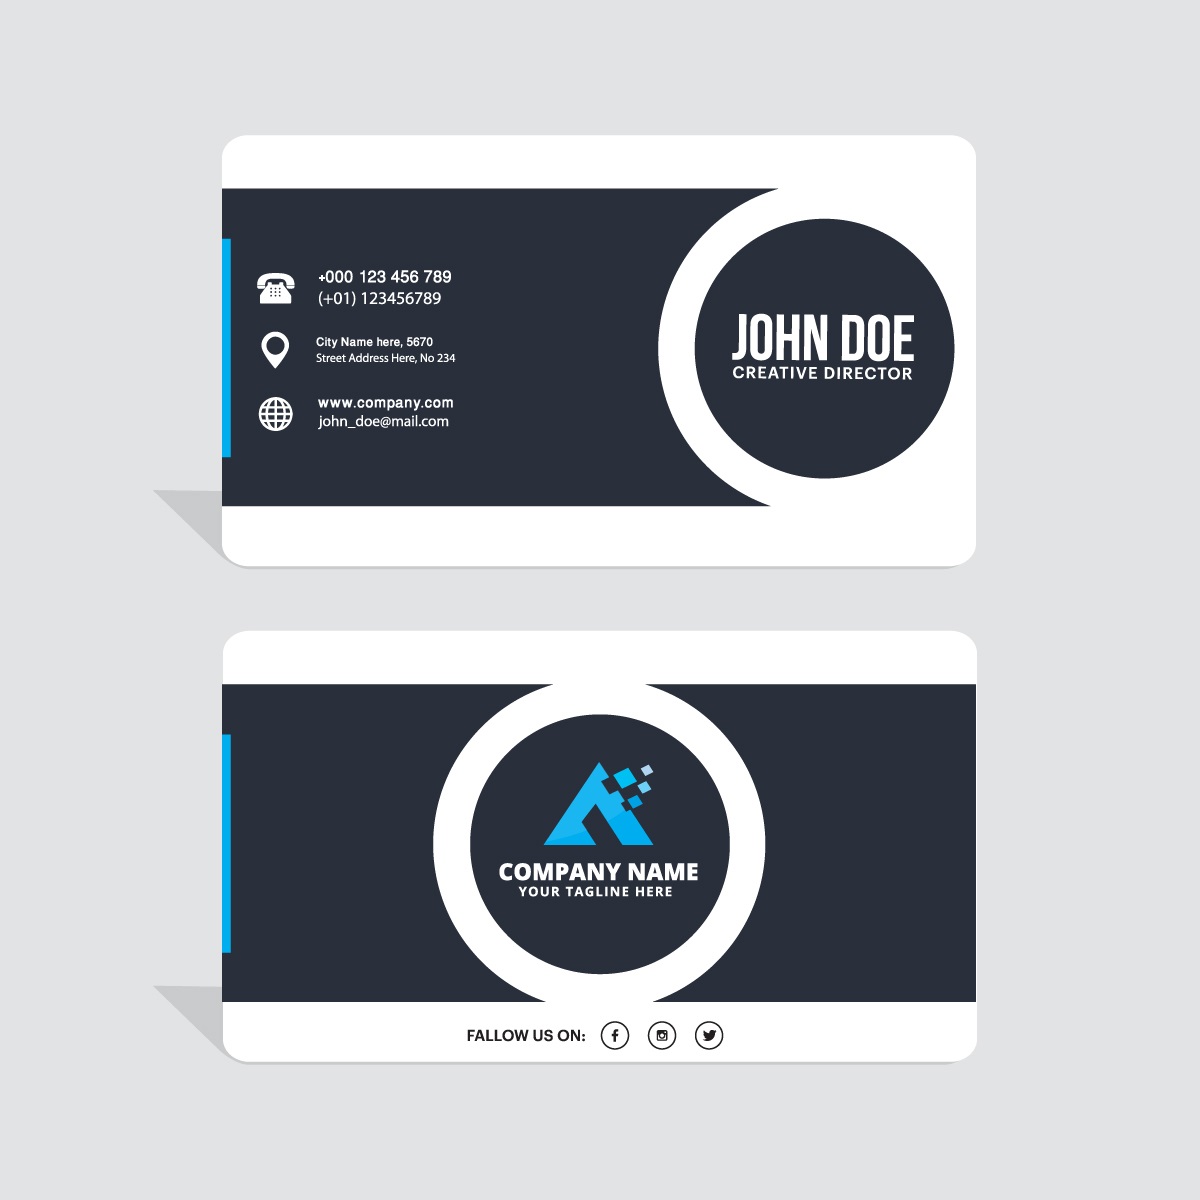 +000 123 456 789
(+01) 123456789
City Name here, 5670
Street Address Here, No 234
www.company.com
john_doe@mail.com
JOHN DOE
CREATIVE DIRECTOR
COMPANY NAME
YOUR TAGLINE HERE
FALLOW US ON: